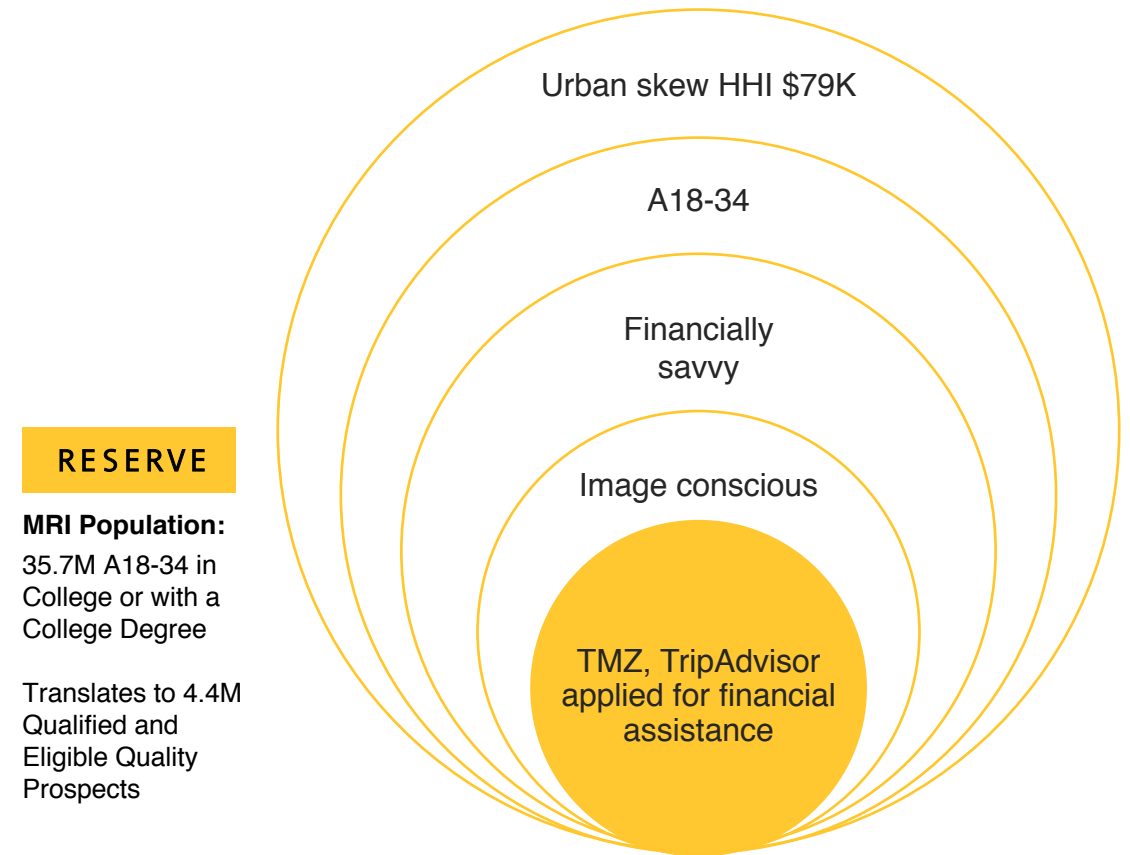 Urban skew HHI $79K
A18-34
Financially
savvy
Image conscious
TMZ, TripAdvisor
applied for financial
assistance
RESERVE
MRI Population:
35.7M A18-34 in
College or with a
College Degree
Translates to 4.4M
Qualified and
Eligible Quality
Prospects